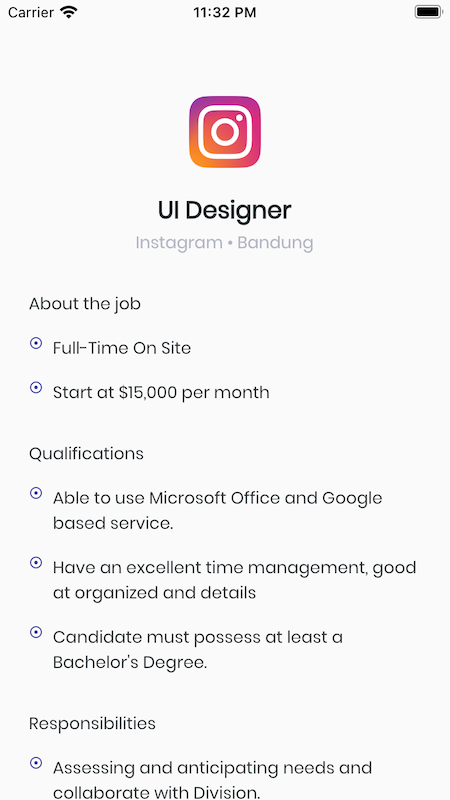 Carrier 11:32 PM
UI Designer
Instagram • Bandung
About the job
Full-Time On Site
Start at $15,000 per month
Qualifications
Able to use Microsoft Office and Google
based service.
Have an excellent time management, good
at organized and details
Candidate must possess at least a
Bachelor's Degree.
Responsibilities
Assessing and anticipating needs and
collaborate with Division.